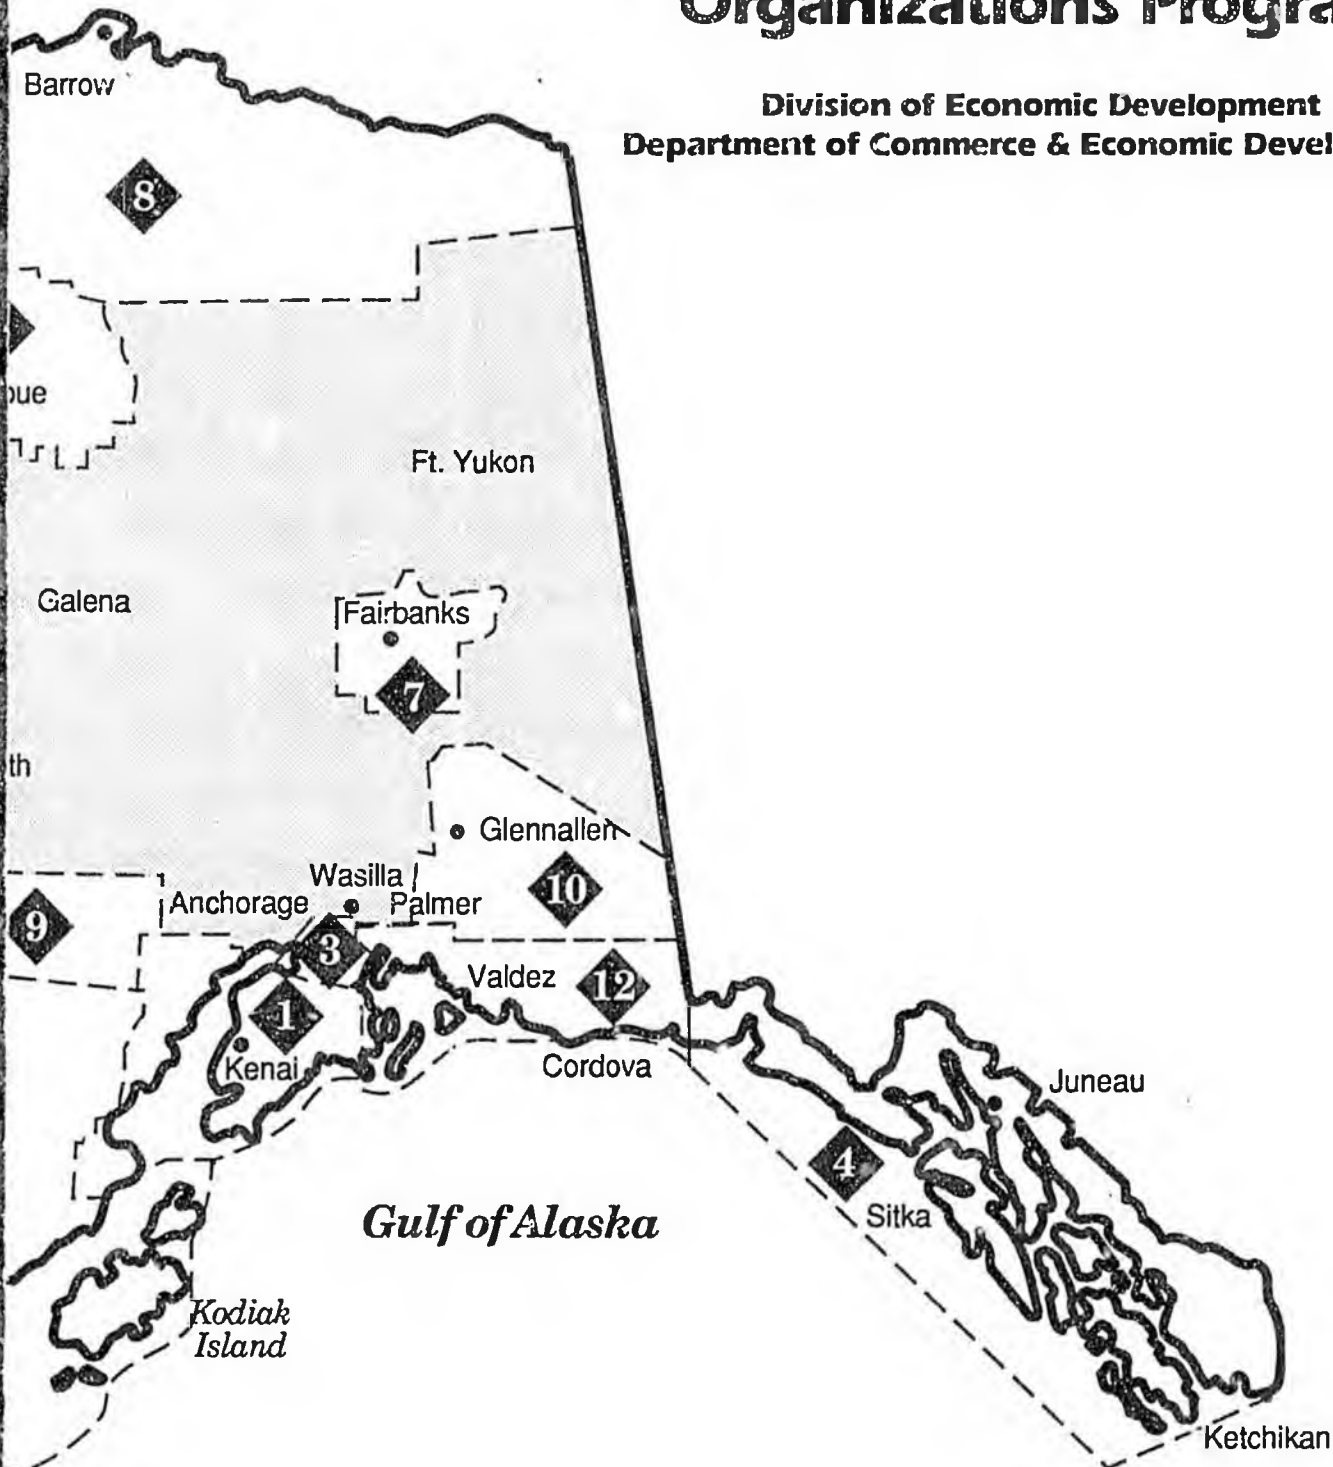 Organizations Progra
Division of Economic Development
Department of Commerce & Economic Devel
Barrow
8
oue
Ft. Yukon
Galena
Fairbanks
7
th
Glennallen
Wasilla
10
Anchorage
Palmer
9
3
Valdez
12
1
Kenai
Cordova
Juneau
4
Sitka
Gulf of Alaska
Kodiak
Island
Ketchikan